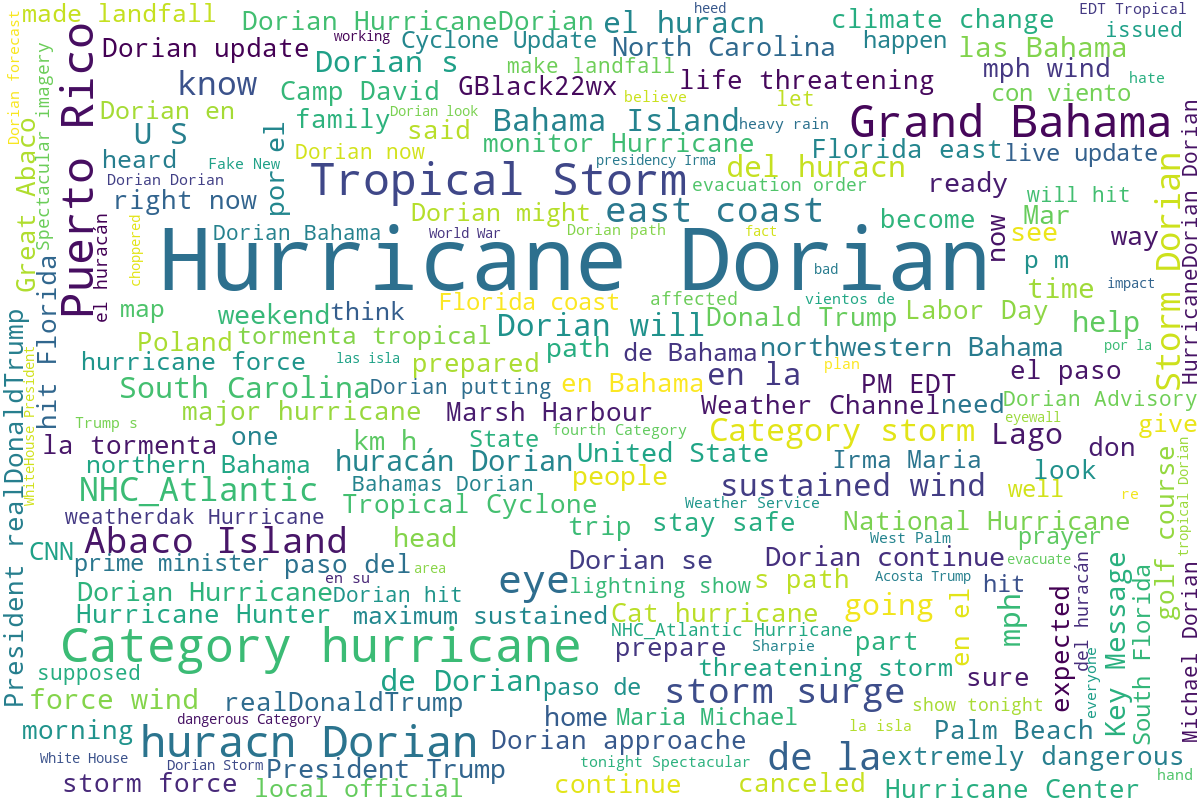 made landfall
Dorian HurricaneDorian
el huracn
heed
climate change
EDT Tropical
issued
Dorian forecast
Dorian update
working
Cyclone Update
North Carolina
happen
las Bahama
Puerto Rico
know
Dorian s
make landfall
life threatening
mph wind
hate
Spectacular imagery
Camp David
GBlack22wx
believe
let
con viento
Dorian en
family
Dorian look
Bahama Island
heavy rain
Grand Bahama
U S
said
monitor Hurricane
Florida east
live update
Great Abaco
heard
Fake New
por el
Dorian now
presidency Irma
del huracn
Dorian Dorian
Tropical Storm
evacuation order
ready
will hit
right now
Dorian might
east coast
become
Mar
Storm Dorian
HurricaneDorian Dorian
el huracán
choppered
Dorian Bahama
World War
Dorian path
fact
now
see
way
Hurricane Dorian
bad
p m
hit Florida
map
weekend
think
Florida coast
affected
vientos de
time
impact
Poland
tormenta tropical
Dorian will
Donald Trump
Labor Day
help
hurricane force
las isla
prepared
path
de Bahama
northwestern Bahama
por la
President realDonaldTrump
WhiteHouse President
South Carolina
Dorian putting
en Bahama
en la
plan
PM EDT
el paso
Trump s
major hurricane
Marsh Harbour
Weather Channel
need
Dorian Advisory
eyewall
give
la tormenta
one
km h
State
fourth Category
Category storm
Lago
don
northern Bahama
huracán Dorian
United State
Irma Maria
look
NHC_Atlantic
Bahamas Dorian
people
sustained wind
well
re
Tropical Cyclone
Weather Service
golf course
tropical Dorian
weatherdak Hurricane
trip
stay safe
National Hurricane
CNN
Abaco Island
head
West Palm
prayer
prime minister
paso del
Dorian se
Dorian continue
evacuate
en su
area
eye
lightning show
s path
Acosta Trump
hit
Dorian Hurricane
Dorian hit
Hurricane Hunter
maximum sustained
Cat hurricane
going
en el
mph
expected
del huracán
everyone
Key Message
South Florida
Michael Dorian
Category hurricane
NHC_Atlantic Hurricane
prepare
Sharpie
part
supposed
de Dorian
paso de
threatening storm
sure
force wind
realDonaldTrump
storm surge
show tonight
morning
dangerous Category
home
Maria Michael
la isla
Palm Beach
huracn Dorian
Dorian approache
White House
Dorian Storm
President Trump
tonight Spectacular
de la
extremely dangerous
storm force
local official
continue
canceled
Hurricane Center
hand